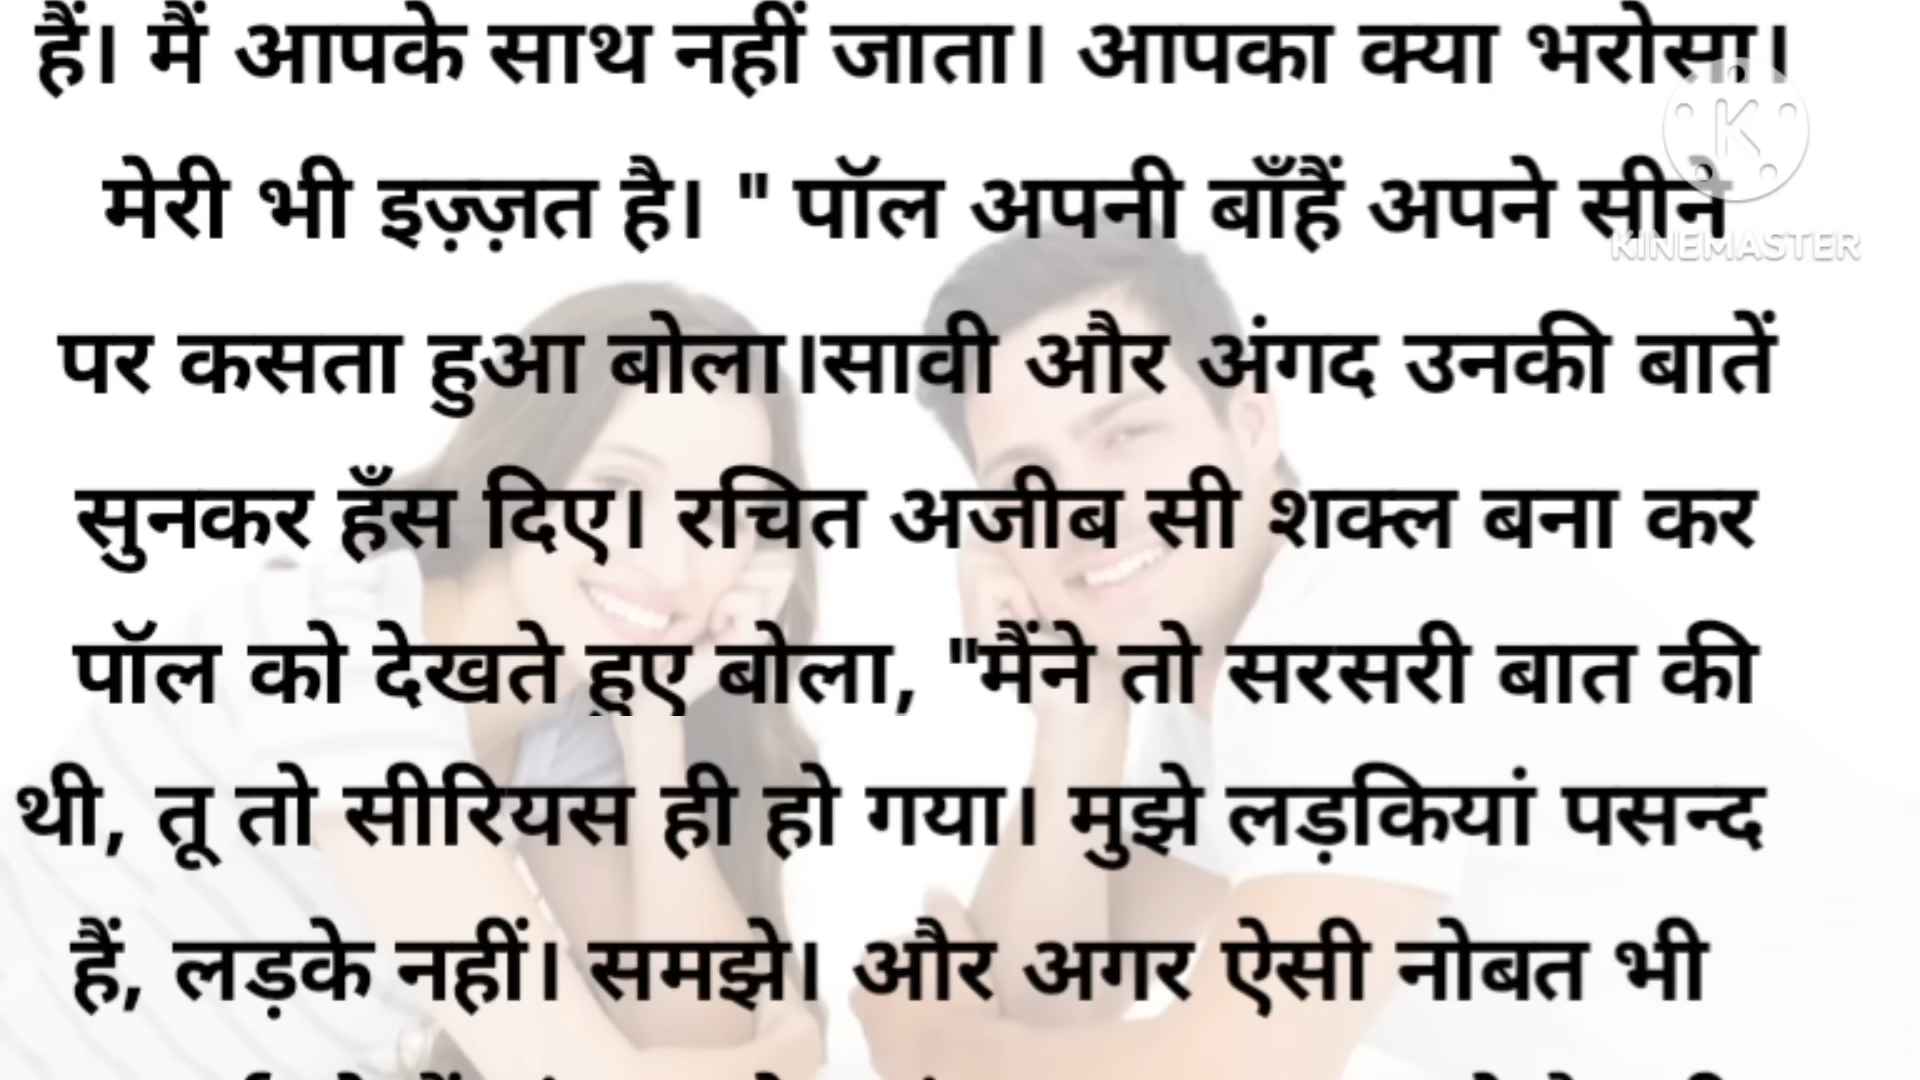 हैं। मैं आपके साथ नहीं जाता। आपका क्या भरोसा।
मेरी भी इज़्ज़त है। " पॉल अपनी बाँहैं अपने सीने
KINEMASTER
पर कसता हुआ बोला।सावी और अंगद उनकी बातें
सुनकर हँस दिए। रचित अजीब सी शक्ल बना कर
पॉल को देखते हुए बोला, "मैंने तो सरसरी बात की
थी, तू तो सीरियस ही हो गया। मुझे लड़कियां पसन्द
हैं, लड़के नहीं। समझे। और अगर ऐसी नोबत भी